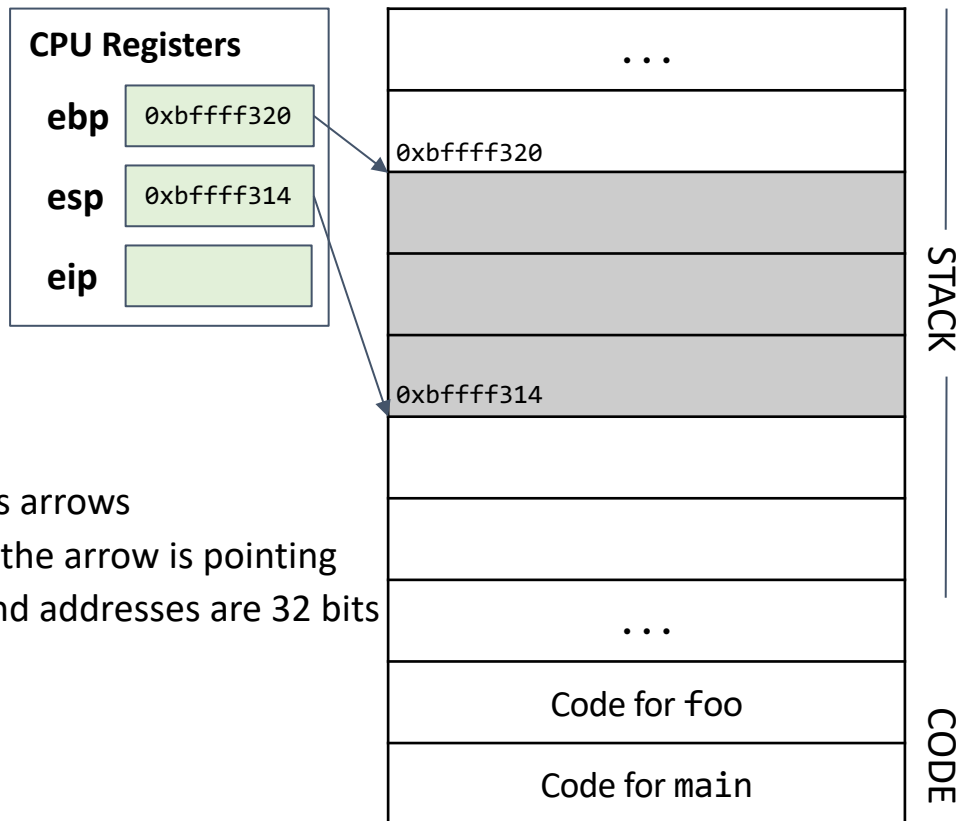 CPU Registers
ebp 0xbffff320
esp 0xbffff314
eip
s arrows
the arrow is pointing
nd addresses are 32 bits
...
0xbffff320
0xbffff314
...
Code for foo
Code for main
STACK
CODE